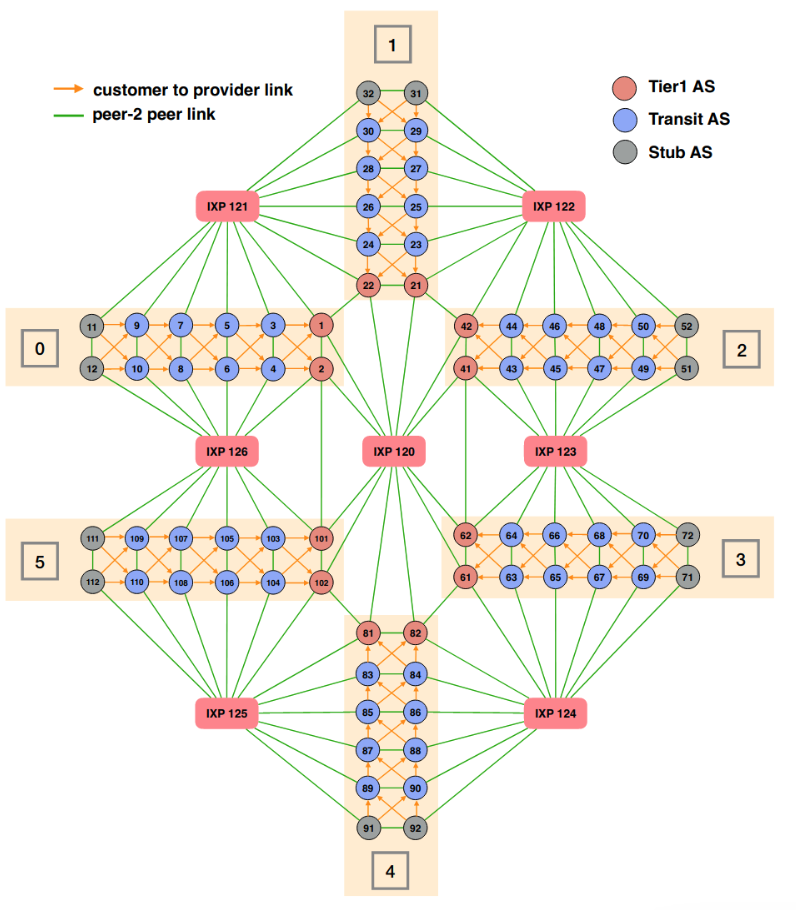 1
customer to provider link
peer-2 peer link
Tier1 AS
Transit AS
Stub AS
32 31
30 29
28 27
26 25
24 23
22 21
IXP 121
IXP 122
0
11 9 7 5 3 1
12 10 8 6 4 2
42 44 46 48 50 52
41 43 45 47 49 51
2
IXP 126
IXP 120
IXP 123
5
111 109 107 105 103 101
112 110 108 106 104 102
62 64 66 68 70 72
61 63 65 67 69 71
3
81 82
83 84
85 86
87 88
89 90
91 92
IXP 125
IXP 124
4